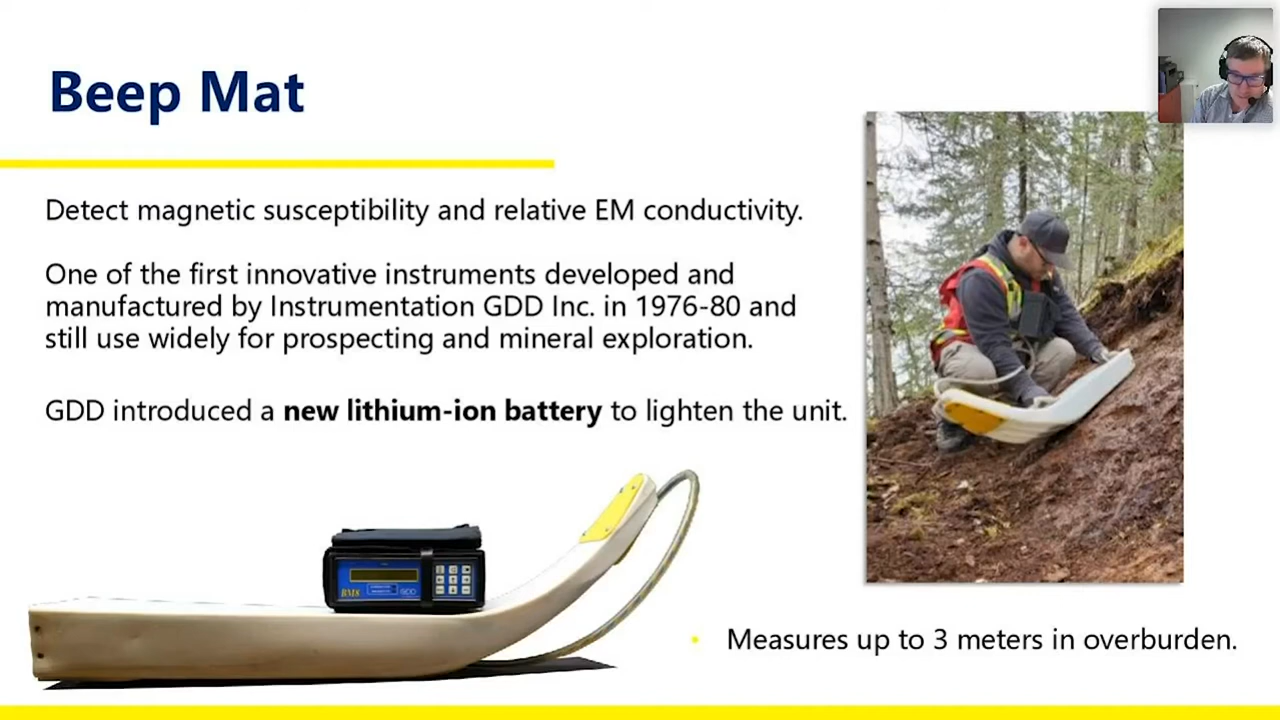 Beep Mat
Detect magnetic susceptibility and relative EM conductivity.
One of the first innovative instruments developed and
manufactured by Instrumentation GDD Inc. in 1976-80 and
still use widely for prospecting and mineral exploration.
GDD introduced a new lithium-ion battery to lighten the unit.
BM8
GDD
• Measures up to 3 meters in overburden.